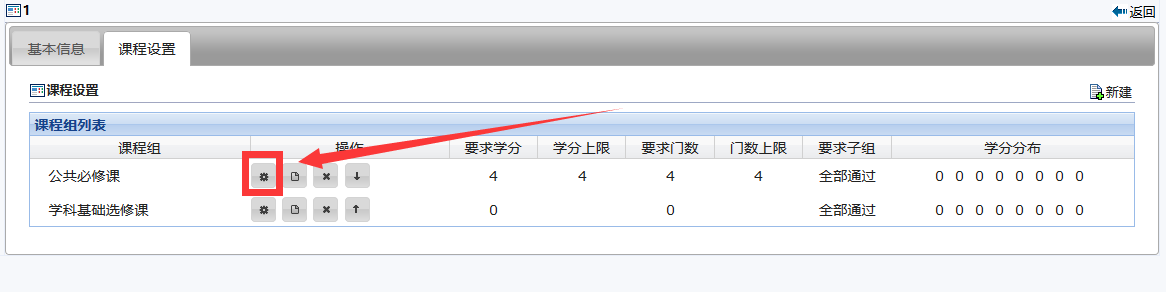 1
返回
基本信息 课程设置
课程设置
新建
课程组列表
课程组 操作 要求学分 学分上限 要求门数 门数上限 要求子组 学分分布
公共必修课 4 4 4 4 全部通过 0 0 0 0 0 0 0 0
学科基础选修课 0 0 全部通过 0 0 0 0 0 0 0 0